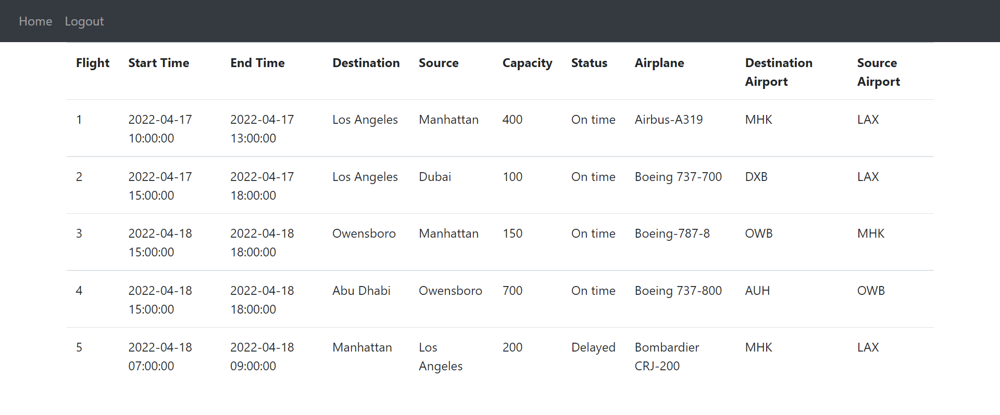 Home Logout
Flight Start Time End Time Destination Source Capacity Status Airplane Destination Source
Airport Airport
1 2022-04-17 2022-04-17 Los Angeles Manhattan 400 On time Airbus-A319 MHK LAX
10:00:00 13:00:00
2 2022-04-17 2022-04-17 Los Angeles Dubai 100 On time Boeing 737-700 DXB LAX
15:00:00 18:00:00
3 2022-04-18 2022-04-18 Owensboro Manhattan 150 On time Boeing-787-8 OWB MHK
15:00:00 18:00:00
4 2022-04-18 2022-04-18 Abu Dhabi Owensboro 700 On time Boeing 737-800 AUH OWB
15:00:00 18:00:00
5 2022-04-18 2022-04-18 Manhattan Los 200 Delayed Bombardier MHK LAX
07:00:00 09:00:00 Angeles CRJ-200